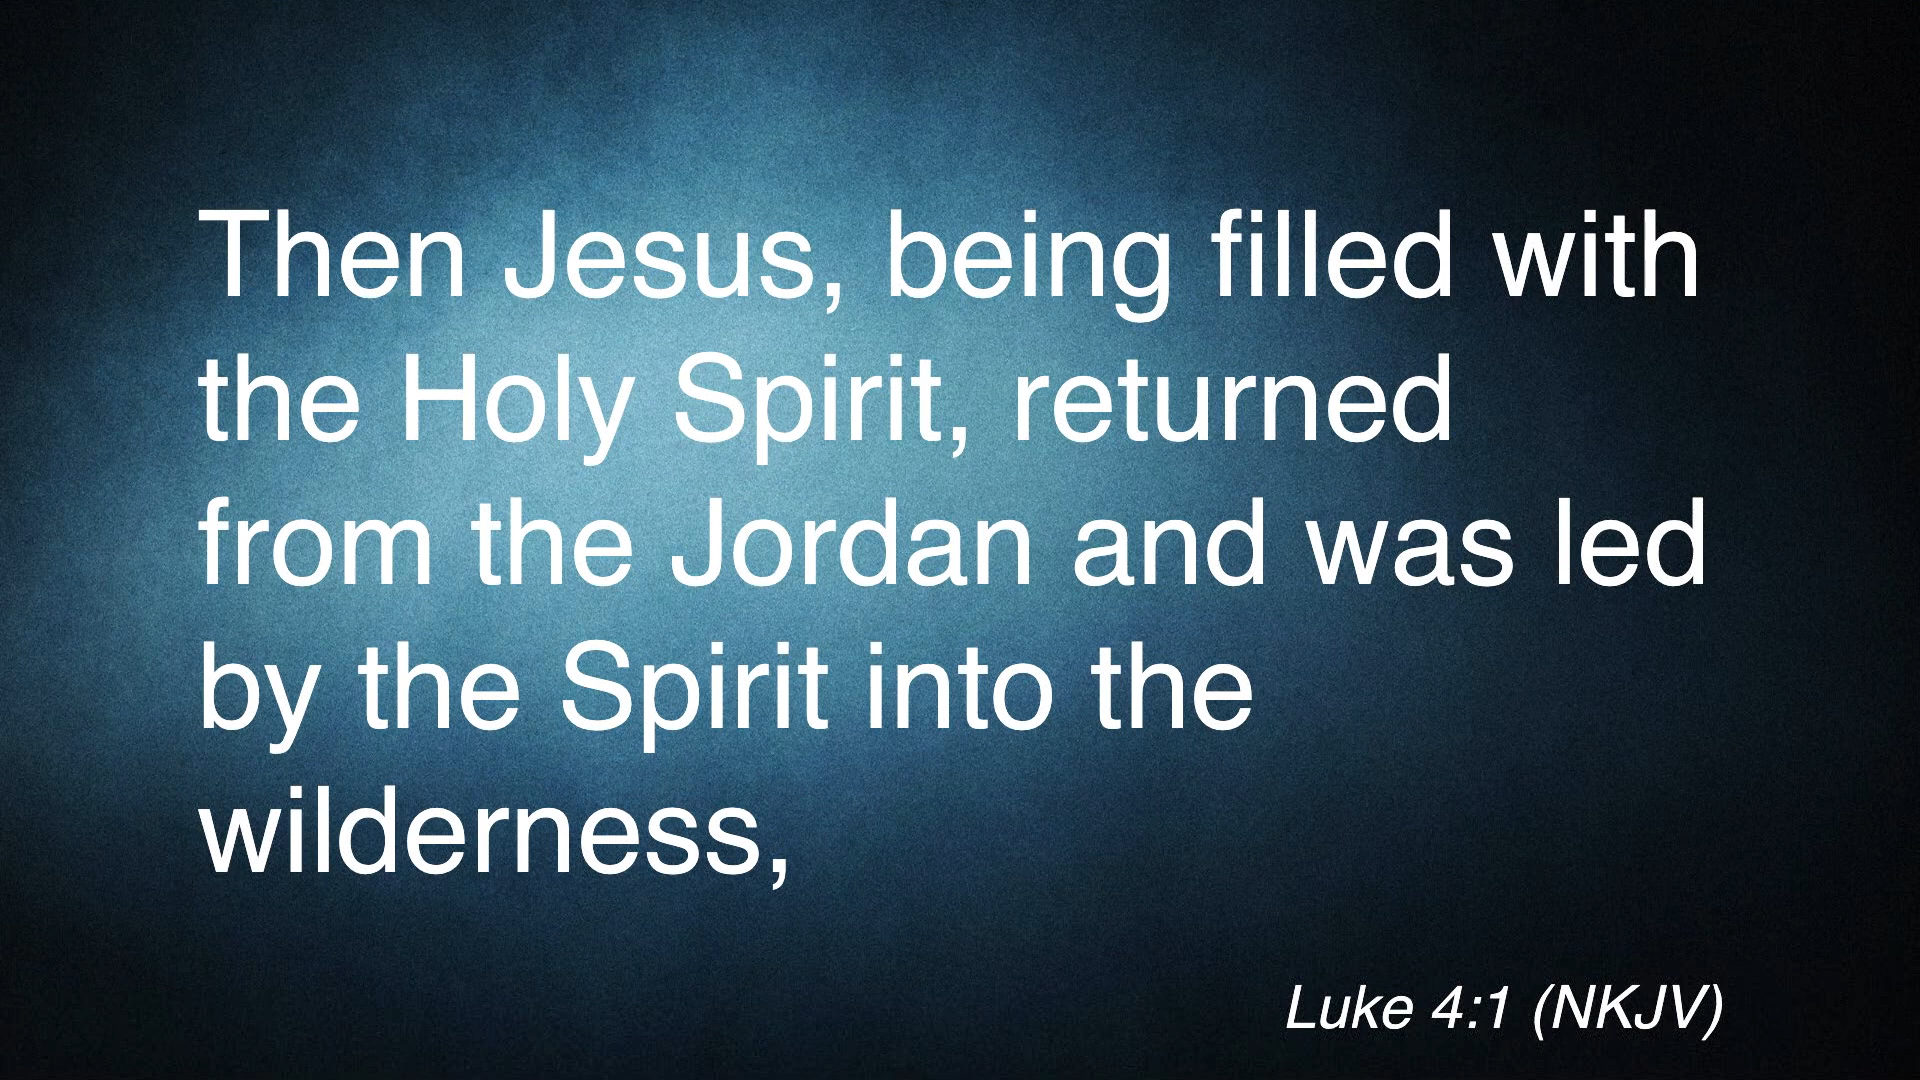 Then Jesus, being filled with
the Holy Spirit, returned
from the Jordan and was led
by the Spirit into the
wilderness,
Luke 4:1 (NKJV)